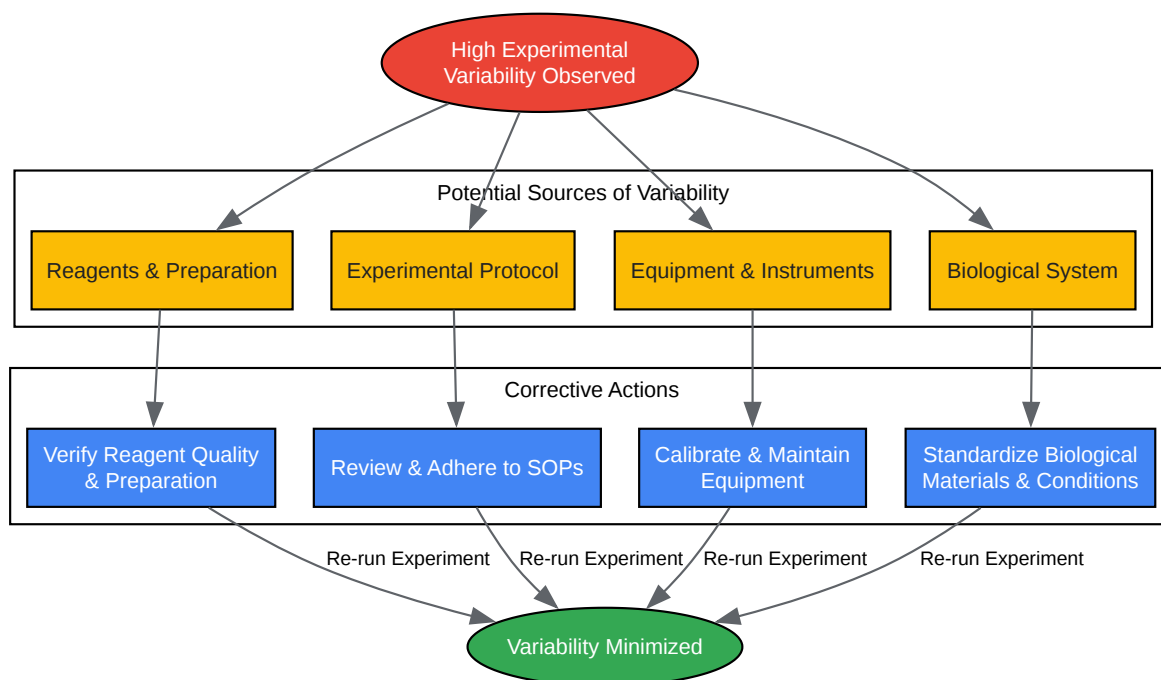 High Experimental
Variability Observed
Potential Sources of Variability
Reagents & Preparation
Experimental Protocol
Equipment & Instruments
Biological System
Corrective Actions
Verify Reagent Quality
& Preparation
Review & Adhere to SOPs
Calibrate & Maintain
Equipment
Standardize Biological
Materials & Conditions
Re-run Experiment
Re-run Experiment
Re-run Experiment
Re-run Experiment
Variability Minimized